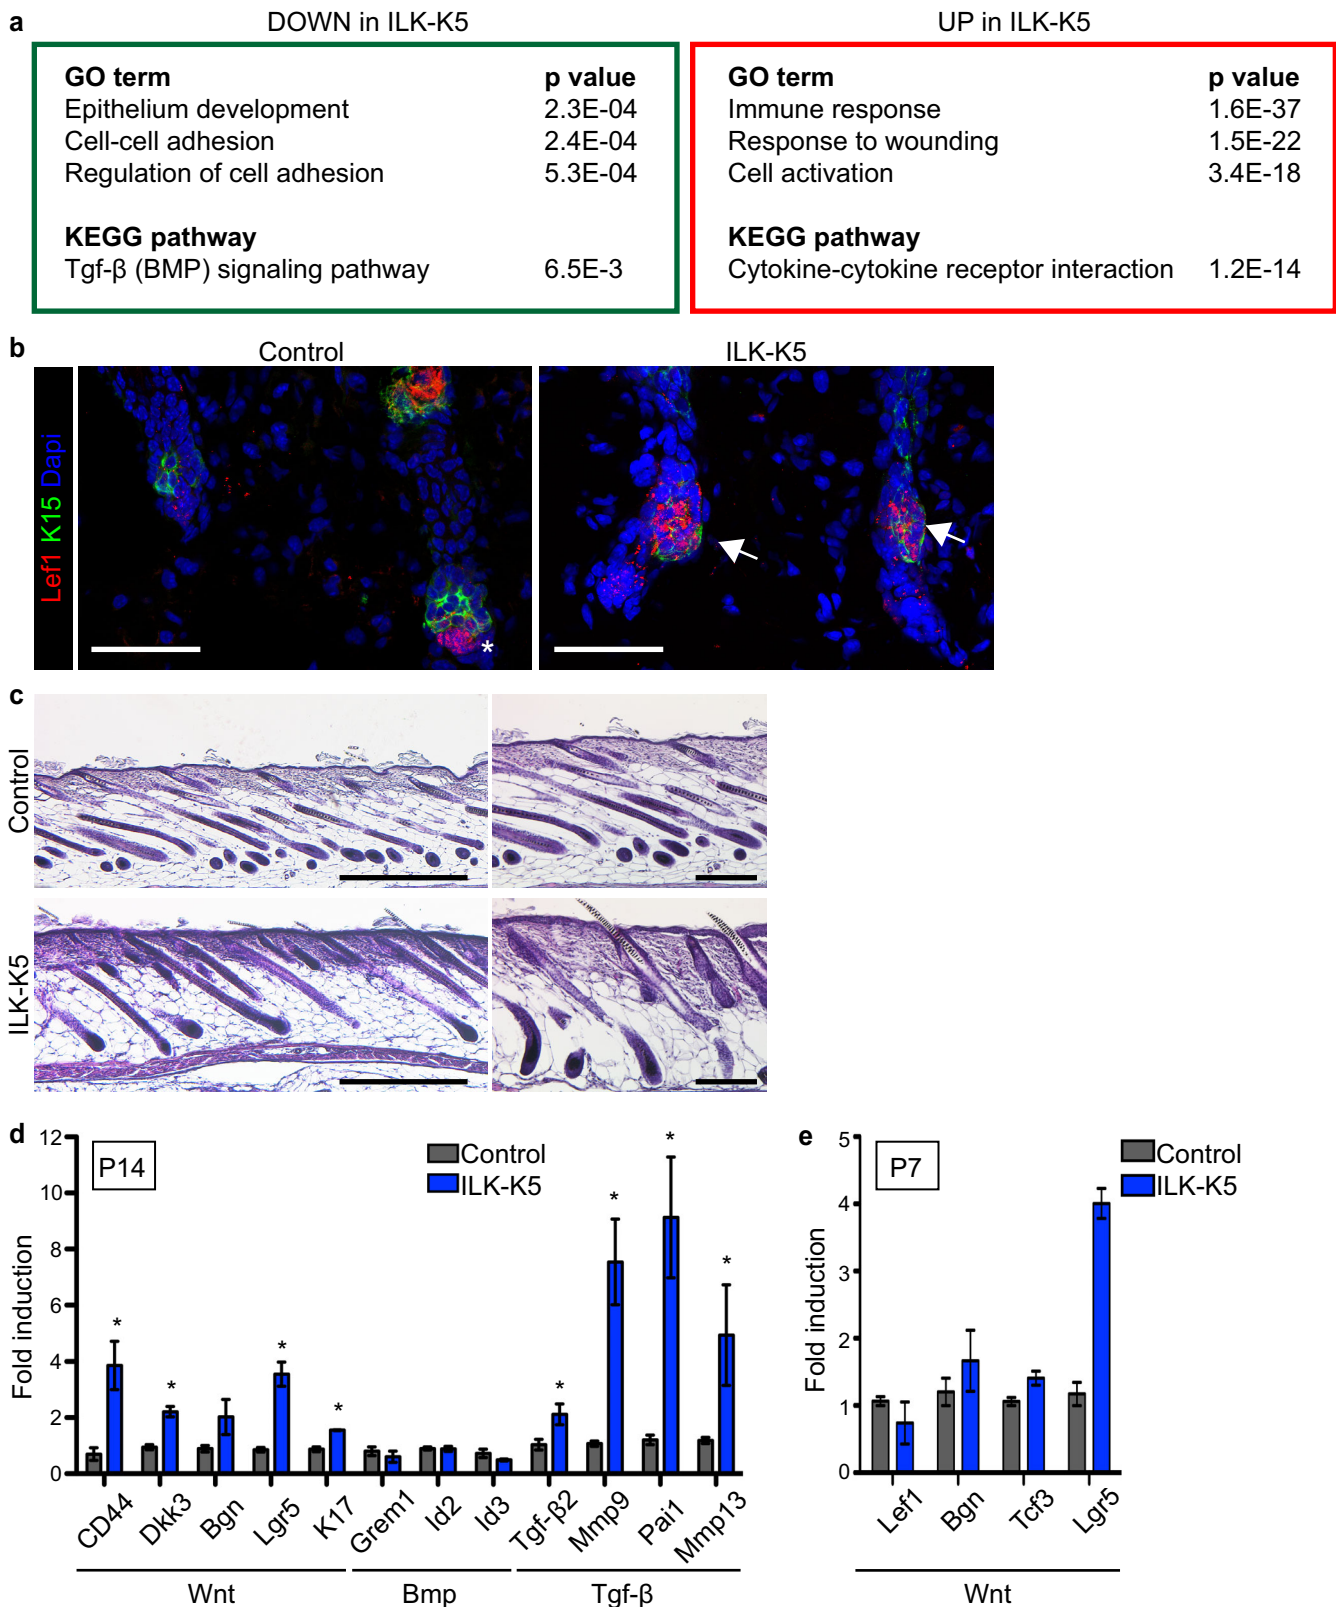 a
DOWN in ILK-K5
UP in ILK-K5
GO term p value
Epithelium development 2.3E-04
Cell-cell adhesion 2.4E-04
Regulation of cell adhesion 5.3E-04
KEGG pathway
Tgf-β (BMP) signaling pathway 6.5E-3
GO term p value
Immune response 1.6E-37
Response to wounding 1.5E-22
Cell activation 3.4E-18
KEGG pathway
Cytokine-cytokine receptor interaction 1.2E-14
b
Control
ILK-K5
Lef1 K15 Dapi
*
c
Control
ILK-K5
d
P14
Control
ILK-K5
Fold induction
12
10
8
6
4
2
0
*
*
*
*
*
*
*
*
CD44
Dkk3
Bgn
Lgr5
K17
Grem1
Id2
Id3
Tgf-β2
Mmp9
Pai1
Mmp13
Wnt
Bmp
Tgf-β
e
P7
Control
ILK-K5
Fold induction
5
4
3
2
1
0
Lef1
Bgn
Tcf3
Lgr5
Wnt